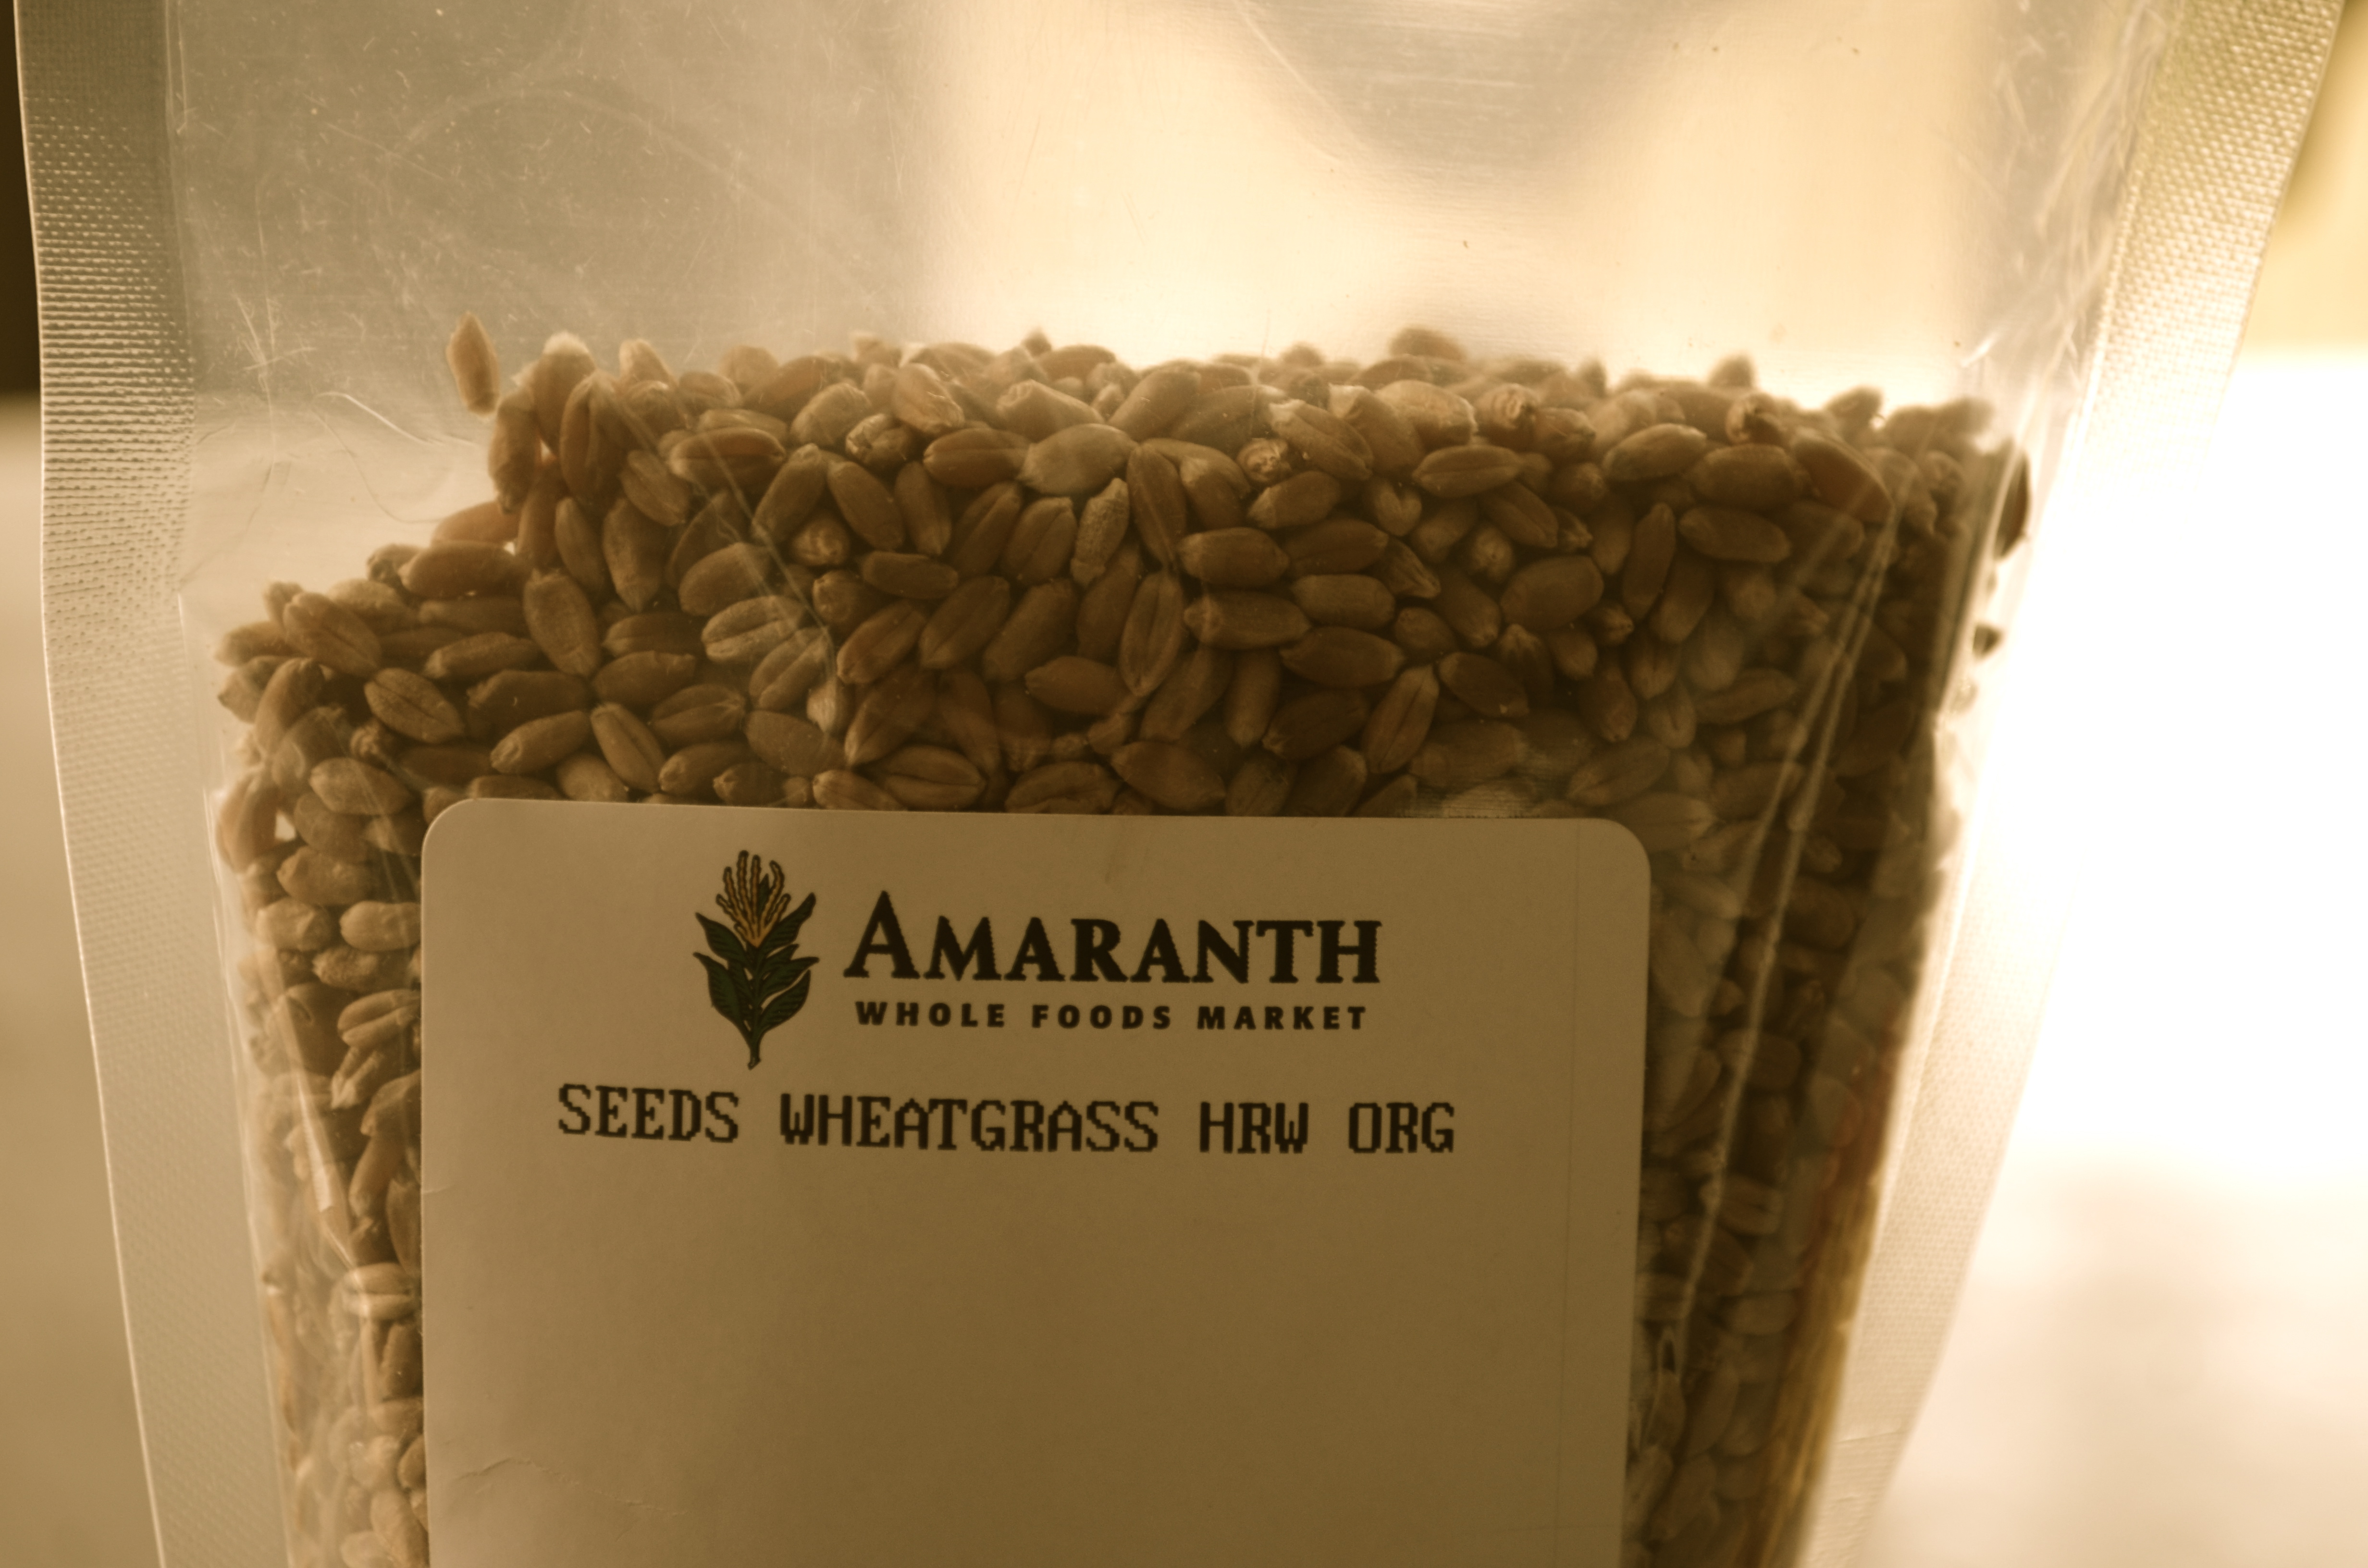 AMARANTH
WHOLE FOODS MARKET
SEEDS WHEATGRASS HRW ORG